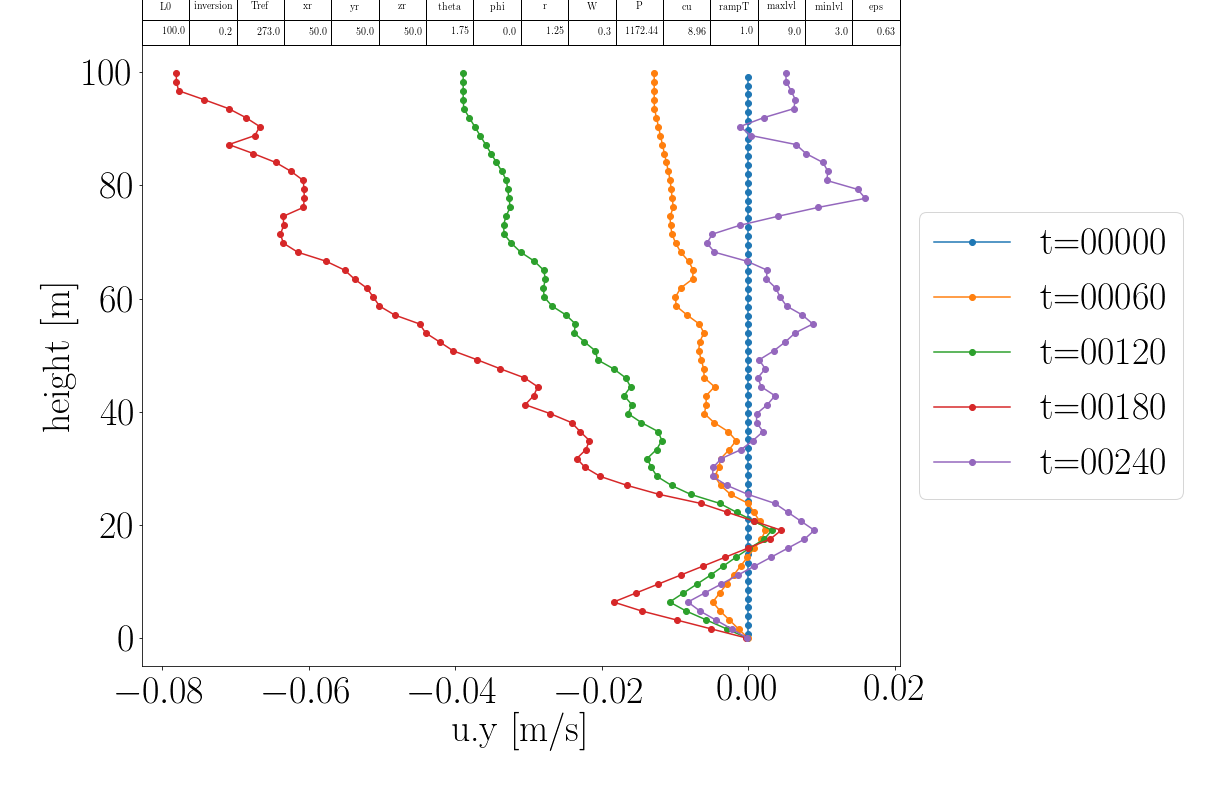 L0 inversion Tref xr yr zr theta phi r W P cu rampT maxlvl minlvl eps
100.0 0.2 273.0 50.0 50.0 50.0 1.75 0.0 1.25 0.3 1172.44 8.96 1.0 9.0 3.0 0.63
100
80
60
40
20
0
height [m]
−0.08 −0.06 −0.04 −0.02 0.00 0.02
u.y [m/s]
t=00000
t=00060
t=00120
t=00180
t=00240